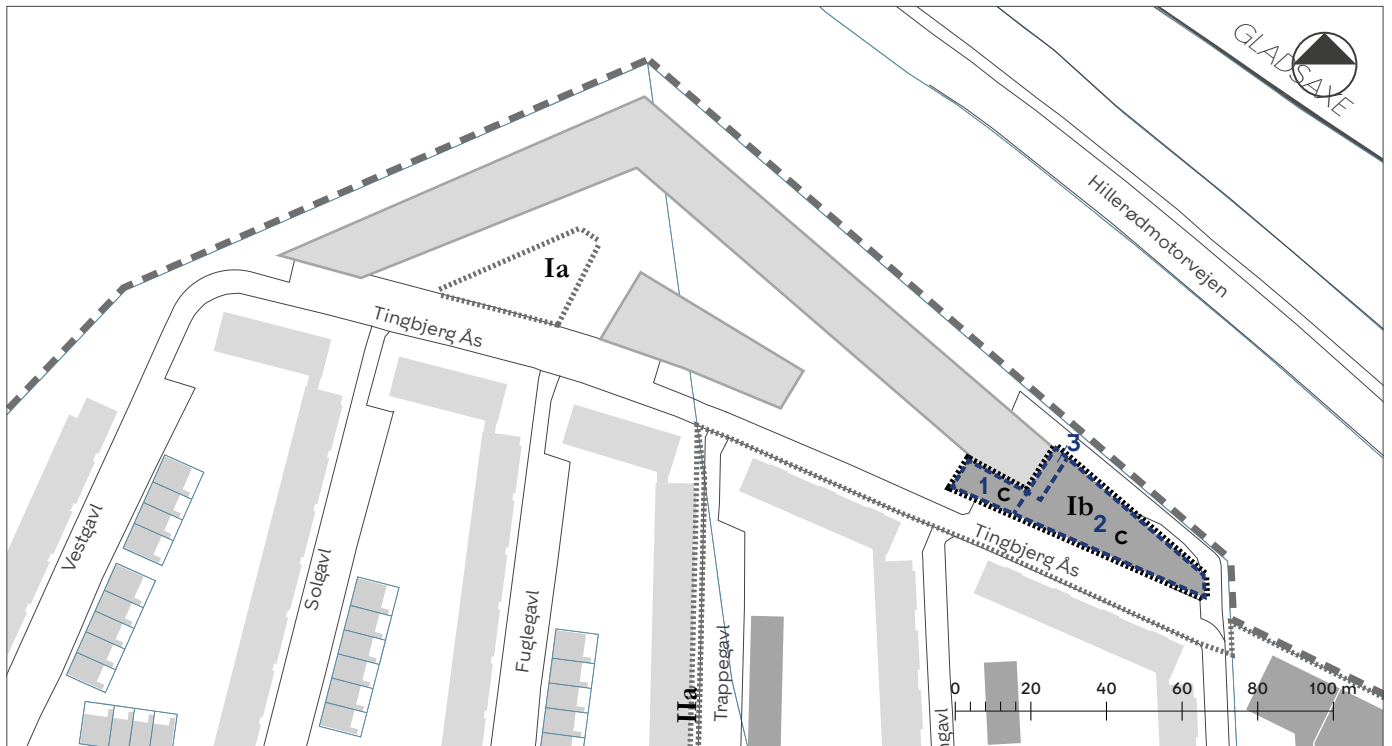 GLADSAXE
Hillerødmotorvejen
Ia
Tingbjerg Ås
3
1 C
Ib
2 C
Tingbjerg Ås
Vestgavl
Solgavl
Fuglegavl
Trappegavl
IIa
0 20 40 60 80 100 m